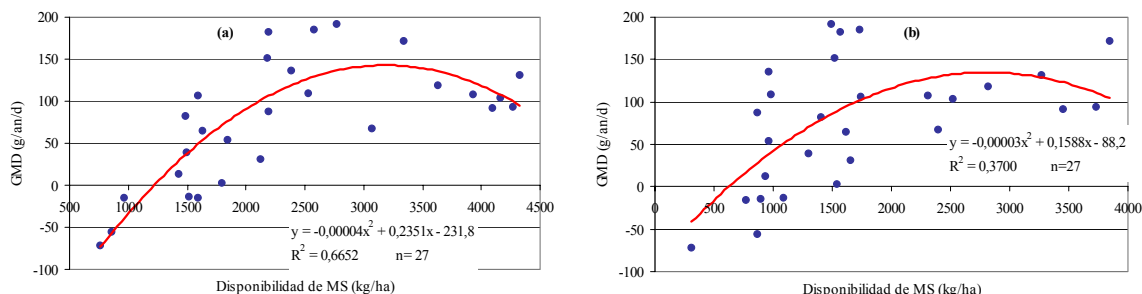 (a)
GMD (g/an/d)
200
150
100
50
0
-50
-100
500 1000 1500 2000 2500 3000 3500 4000 4500
y = -0,00004x² + 0,2351x - 231,8
R² = 0,6652 n= 27
Disponibilidad de MS (kg/ha)
(b)
GMD (g/an/d)
200
150
100
50
0
-50
-100
0 500 1000 1500 2000 2500 3000 3500 4000
y = -0,00003x² + 0,1588x - 88,2
R² = 0,3700 n=27
Disponibilidad de MS (kg/ha)